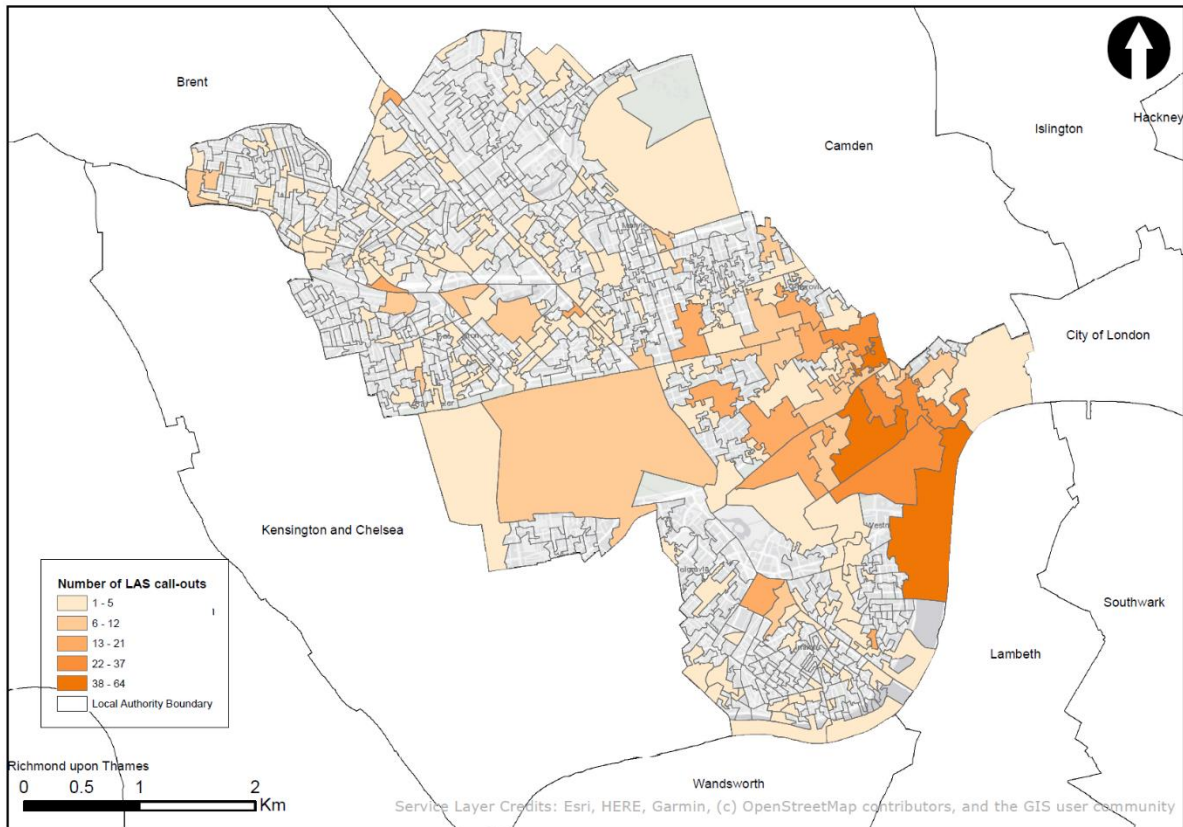 Brent
Islington
Hackney
Camden
City of London
Kensington and Chelsea
Southwark
Lambeth
Number of LAS call-outs
1 - 5
6 - 12
13 - 21
22 - 37
38 - 64
Local Authority Boundary
Richmond upon Thames
0 0.5 1 2
Km
Wandsworth
Service Layer Credits: Esri, HERE, Garmin, (c) OpenStreetMap contributors, and the GIS user community